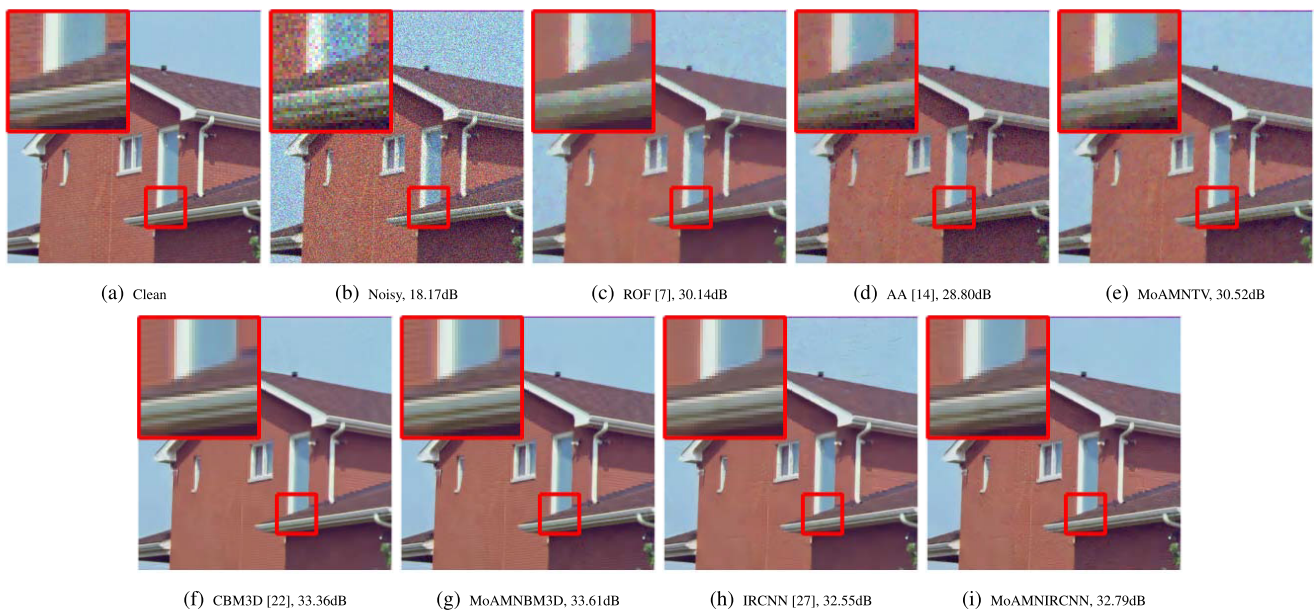 (a) Clean
(b) Noisy, 18.17dB
(c) ROF [7], 30.14dB
(d) AA [14], 28.80dB
(e) MoAMNTV, 30.52dB
(f) CBM3D [22], 33.36dB
(g) MoAMNBM3D, 33.61dB
(h) IRCNN [27], 32.55dB
(i) MoAMNIRCNN, 32.79dB